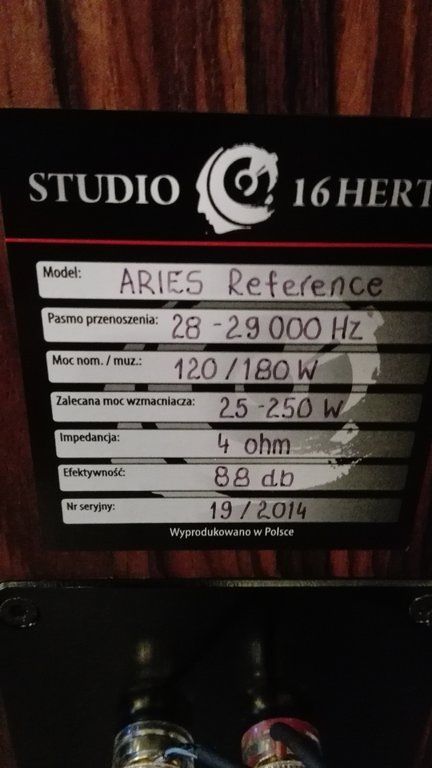 STUDIO 16HERT
Model: ARIES Reference
Pasmo przenoszenia: 28 - 29 000 Hz
Moc nom. / muz.: 120 / 180 W
Zalecana moc wzmacniacza: 25 - 250 W
Impedancja: 4 ohm
Efektywność: 88 db
Nr seryjny: 19 / 2014
Wyprodukowano w Polsce